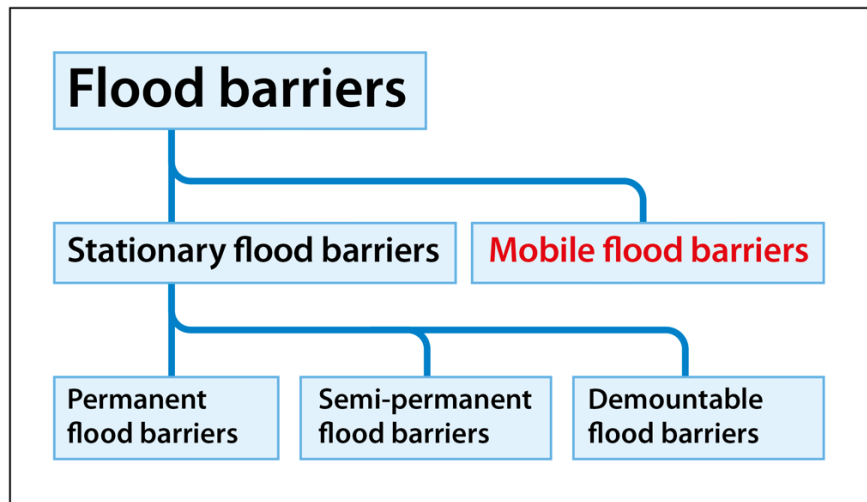 Flood barriers
Stationary flood barriers
Mobile flood barriers
Permanent
flood barriers
Semi-permanent
flood barriers
Demountable
flood barriers